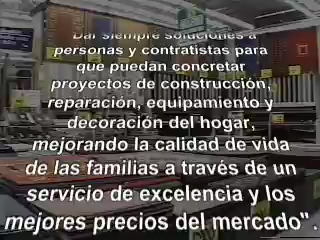 Dar siempre soluciones a
personas y contratistas para
que puedan concretar
proyectos de construcción,
reparación, equipamiento y
decoración del hogar,
mejorando la calidad de vida
de las familias a través de un
servicio de excelencia y los
mejores precios del mercado".